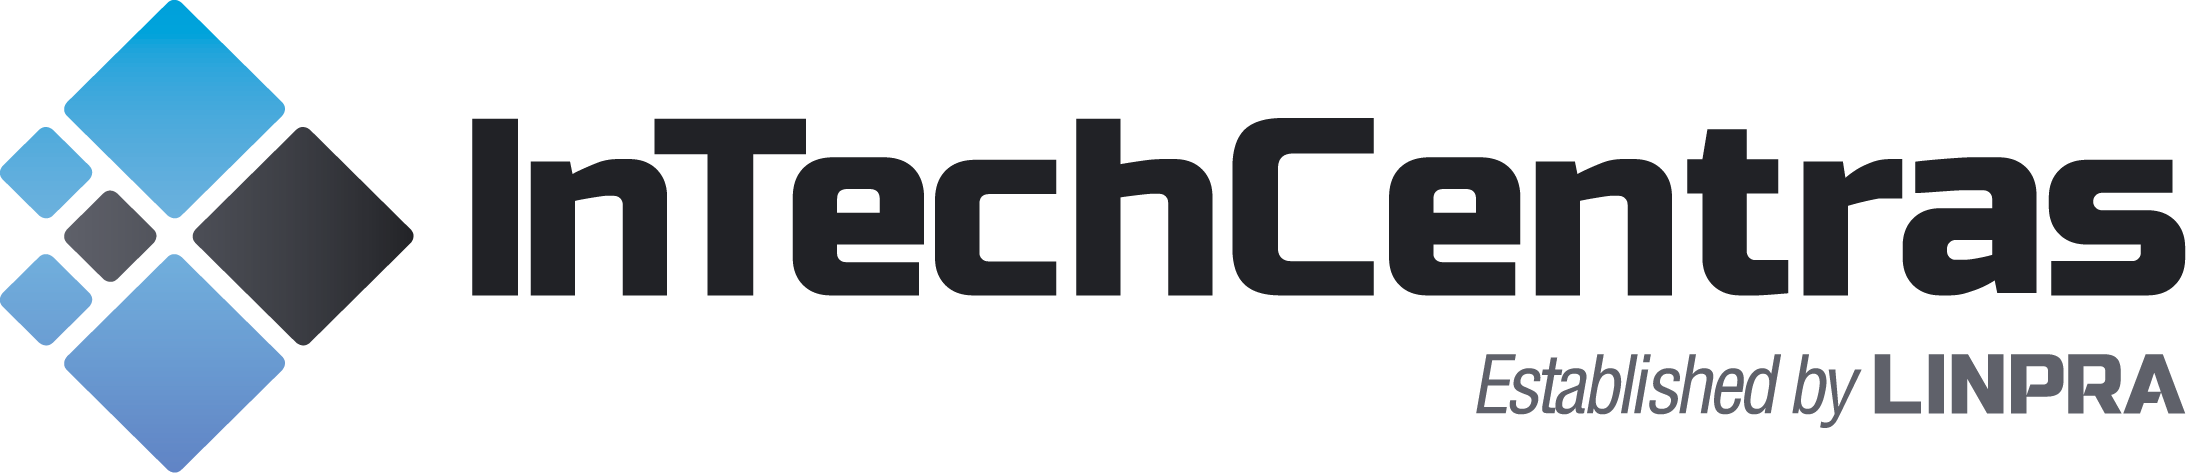 InTechCentras
Established by LINPRA